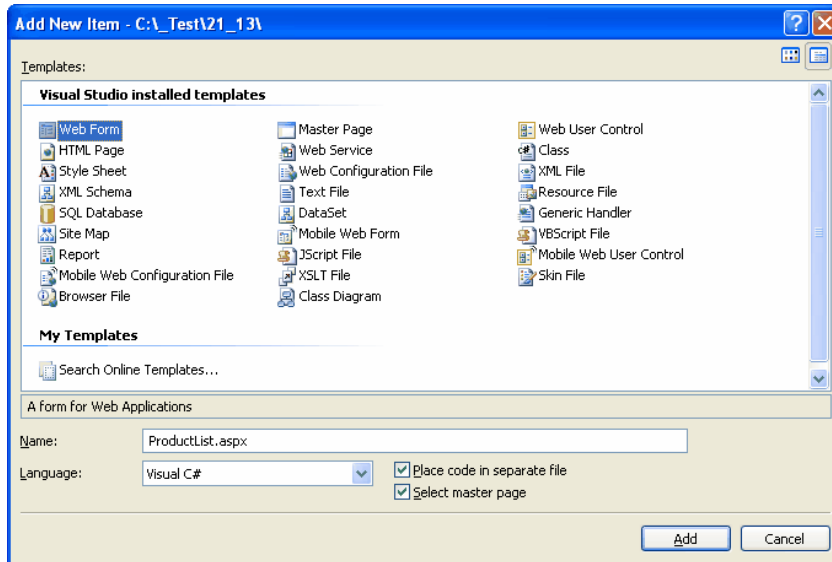 Add New Item - C:\_Test\21_13\
Templates:
Visual Studio installed templates
Web Form Master Page Web User Control
HTML Page Web Service Class
Style Sheet Web Configuration File XML File
XML Schema Text File Resource File
SQL Database DataSet Generic Handler
Site Map Mobile Web Form VBScript File
Report JScript File Mobile Web User Control
Mobile Web Configuration File XSLT File Skin File
Browser File Class Diagram
My Templates
Search Online Templates...
A form for Web Applications
Name: ProductList.aspx
Language: Visual C# Place code in separate file
Select master page
Add Cancel